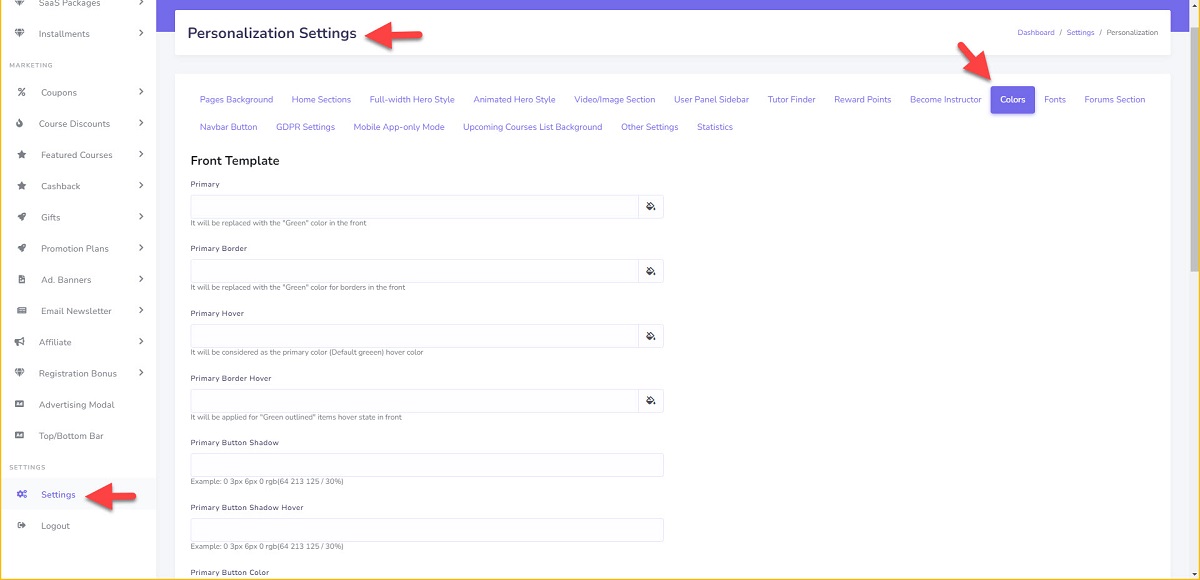 SaaS Packages
Installments
MARKETING
Coupons
Course Discounts
Featured Courses
Cashback
Gifts
Promotion Plans
Ad. Banners
Email Newsletter
Affiliate
Registration Bonus
Advertising Modal
Top/Bottom Bar
SETTINGS
Settings
Logout
Personalization Settings
Dashboard / Settings / Personalization
Pages Background Home Sections Full-width Hero Style Animated Hero Style Video/Image Section User Panel Sidebar Tutor Finder Reward Points Become Instructor Colors Fonts Forums Section
Navbar Button GDPR Settings Mobile App-only Mode Upcoming Courses List Background Other Settings Statistics
Front Template
Primary
It will be replaced with the "Green" color in the front
Primary Border
It will be replaced with the "Green" color for borders in the front
Primary Hover
It will be considered as the primary color (Default greeen) hover color
Primary Border Hover
It will be applied for "Green outlined" items hover state in front
Primary Button Shadow
Example: 0 3px 6px 0 rgb(64 213 125 / 30%)
Primary Button Shadow Hover
Example: 0 3px 6px 0 rgb(64 213 125 / 30%)
Primary Button Color